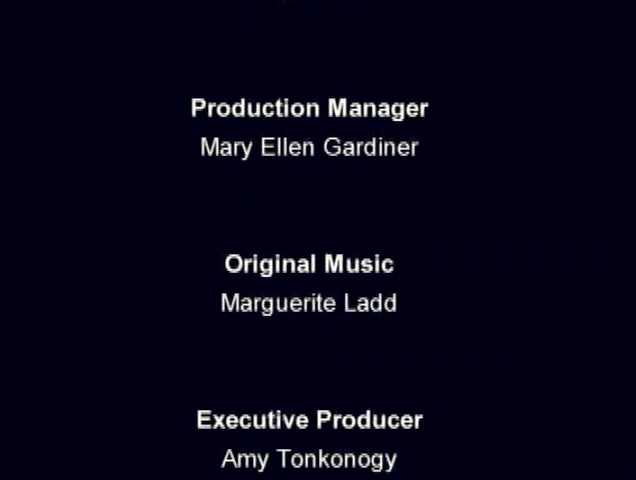 Production Manager
Mary Ellen Gardiner
Original Music
Marguerite Ladd
Executive Producer
Amy Tonkonogy